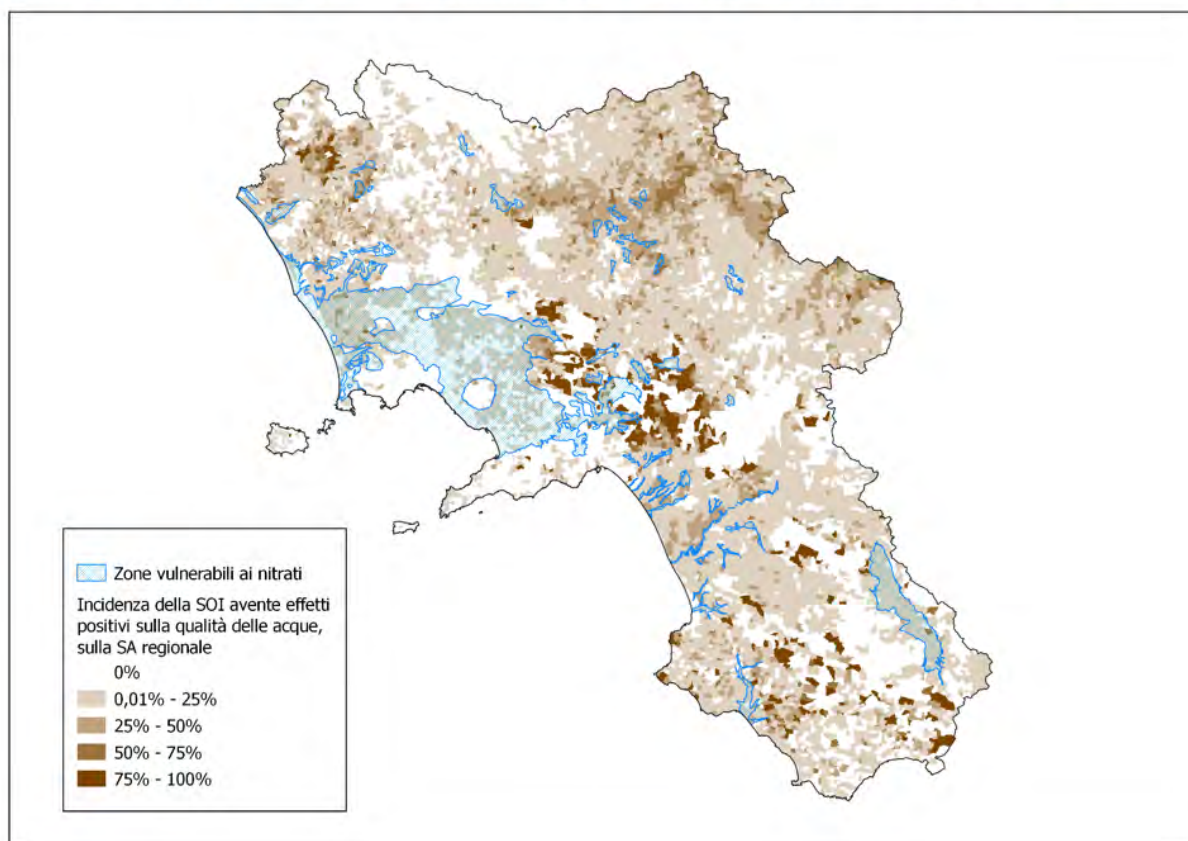 Zone vulnerabili ai nitrati
Incidenza della SOI avente effetti
positivi sulla qualità delle acque,
sulla SA regionale
0%
0,01% - 25%
25% - 50%
50% - 75%
75% - 100%